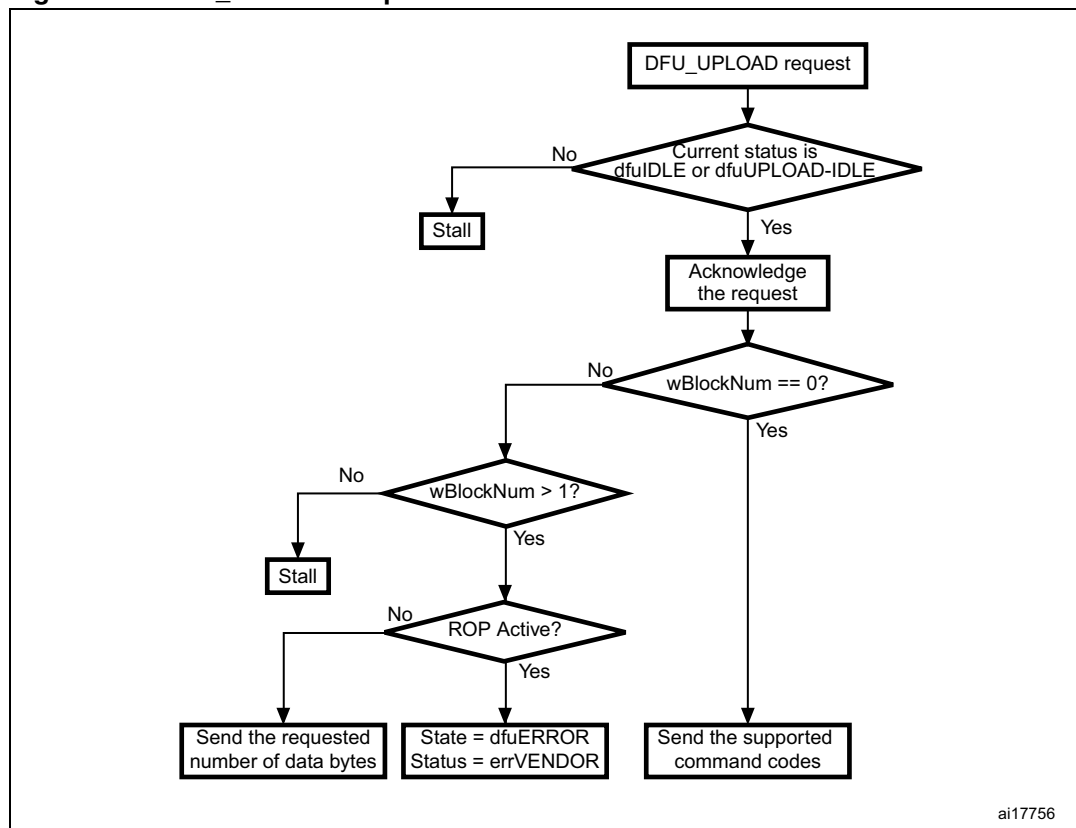 DFU_UPLOAD request
Current status is
dfuIDLE or dfuUPLOAD-IDLE
No
Stall
Yes
Acknowledge
the request
No
wBlockNum == 0?
Yes
No
wBlockNum > 1?
Yes
Stall
No
ROP Active?
Yes
Send the requested
number of data bytes
State = dfuERROR
Status = errVENDOR
Send the supported
command codes
ai17756